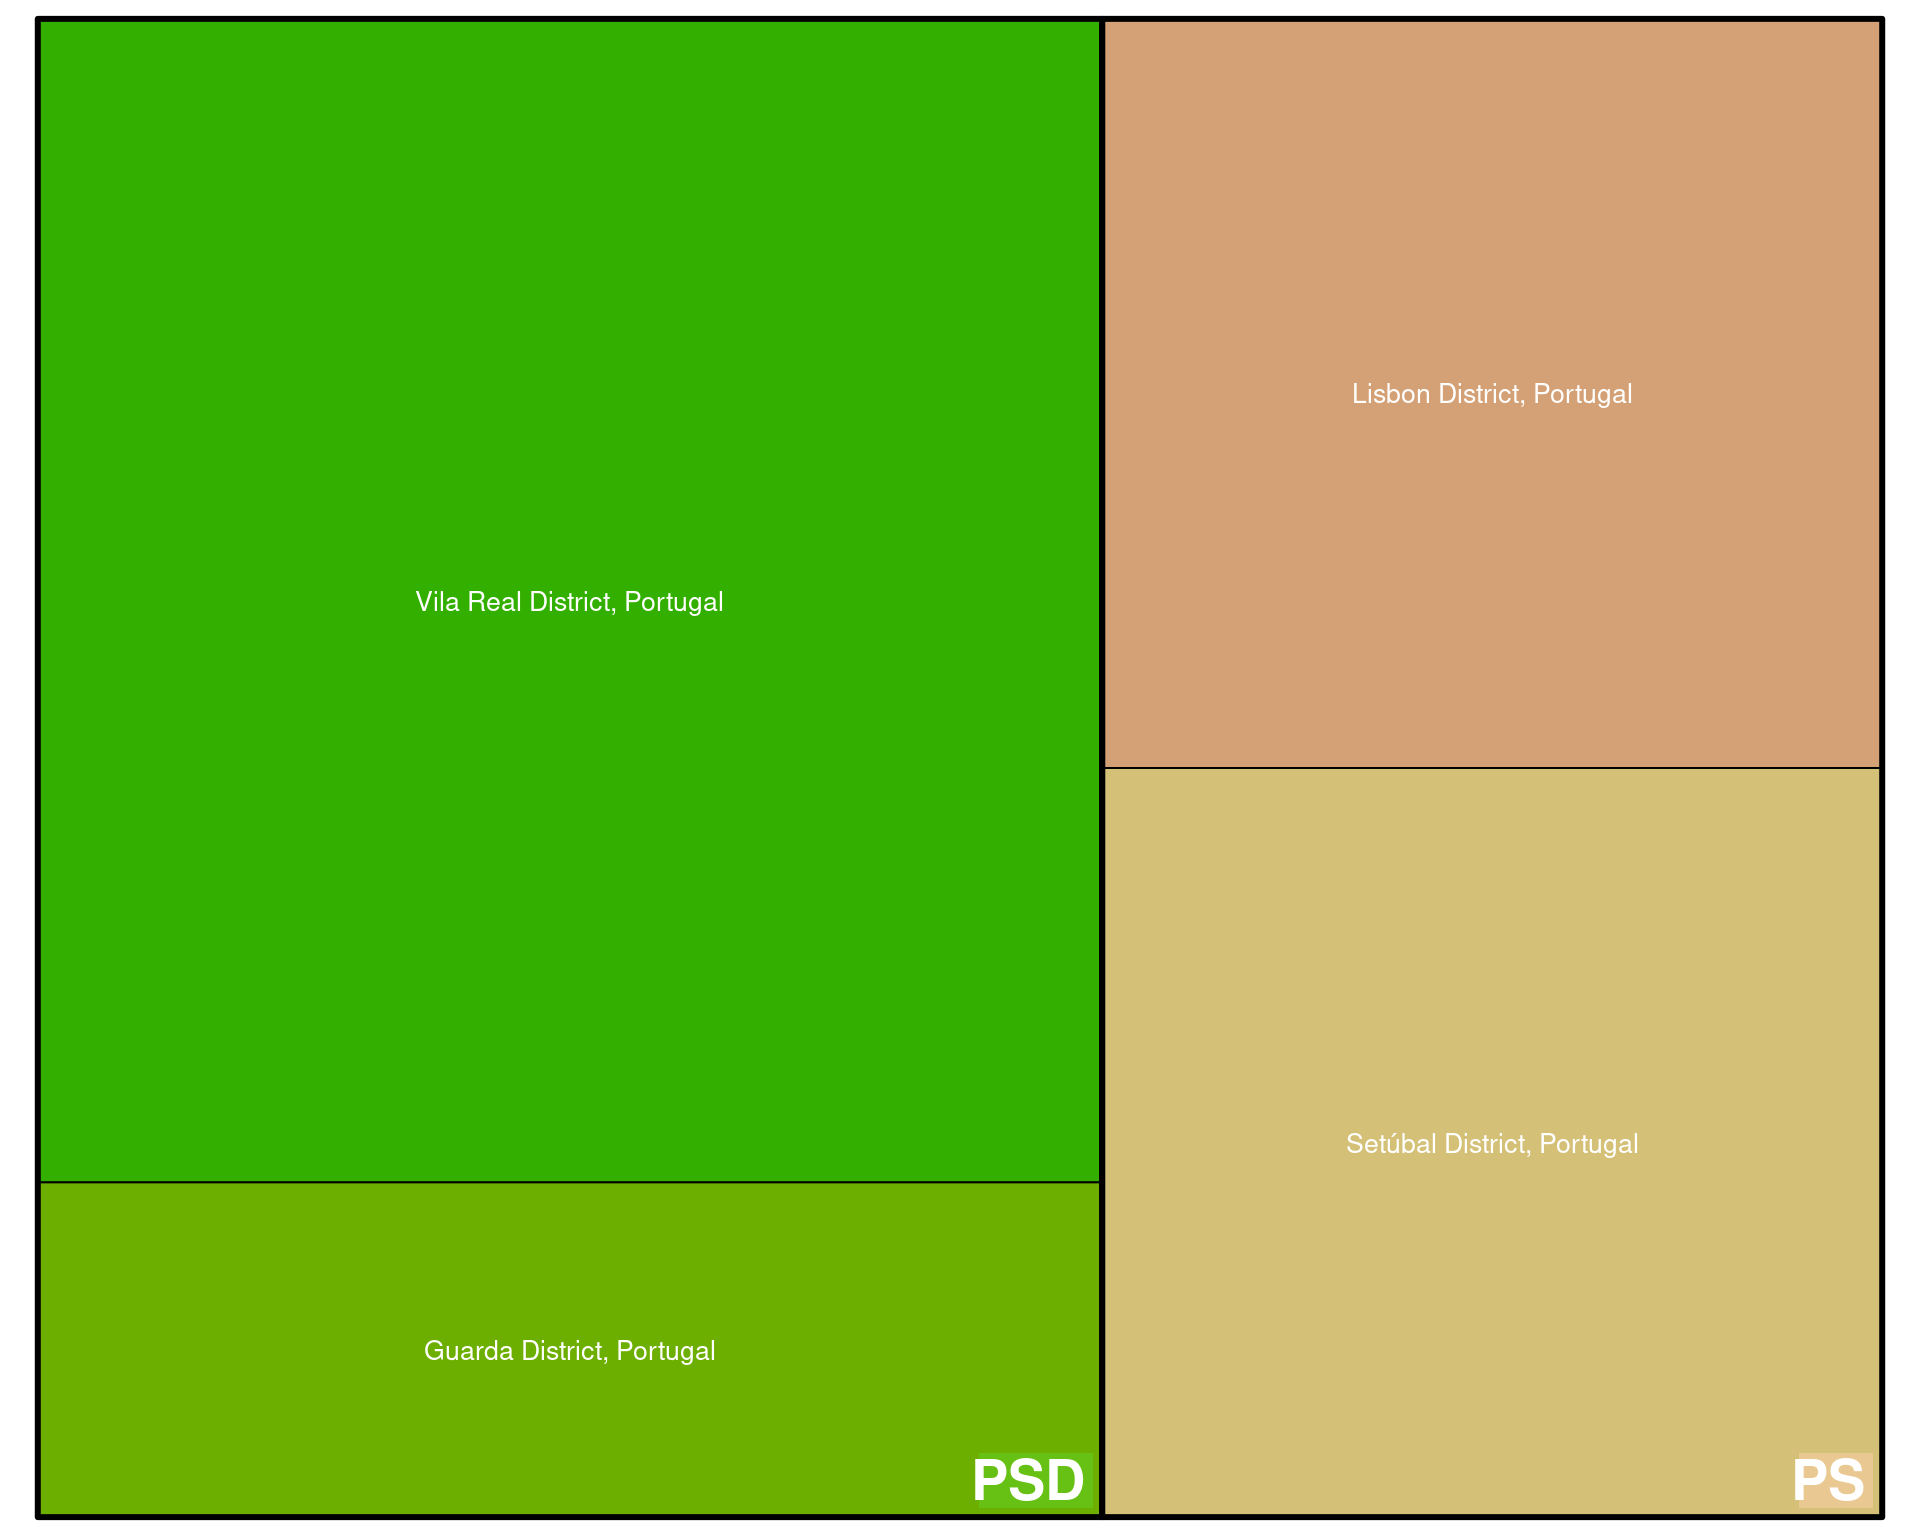 Vila Real District, Portugal
Guarda District, Portugal
PSD
Lisbon District, Portugal
Setúbal District, Portugal
PS